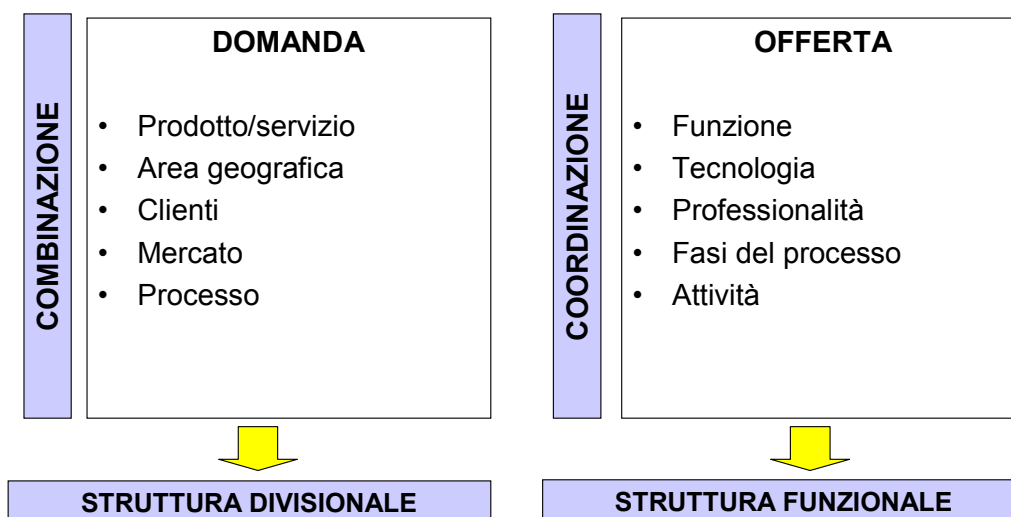 COMBINAZIONE
DOMANDA
• Prodotto/servizio
• Area geografica
• Clienti
• Mercato
• Processo
STRUTTURA DIVISIONALE
COORDINAZIONE
OFFERTA
• Funzione
• Tecnologia
• Professionalità
• Fasi del processo
• Attività
STRUTTURA FUNZIONALE